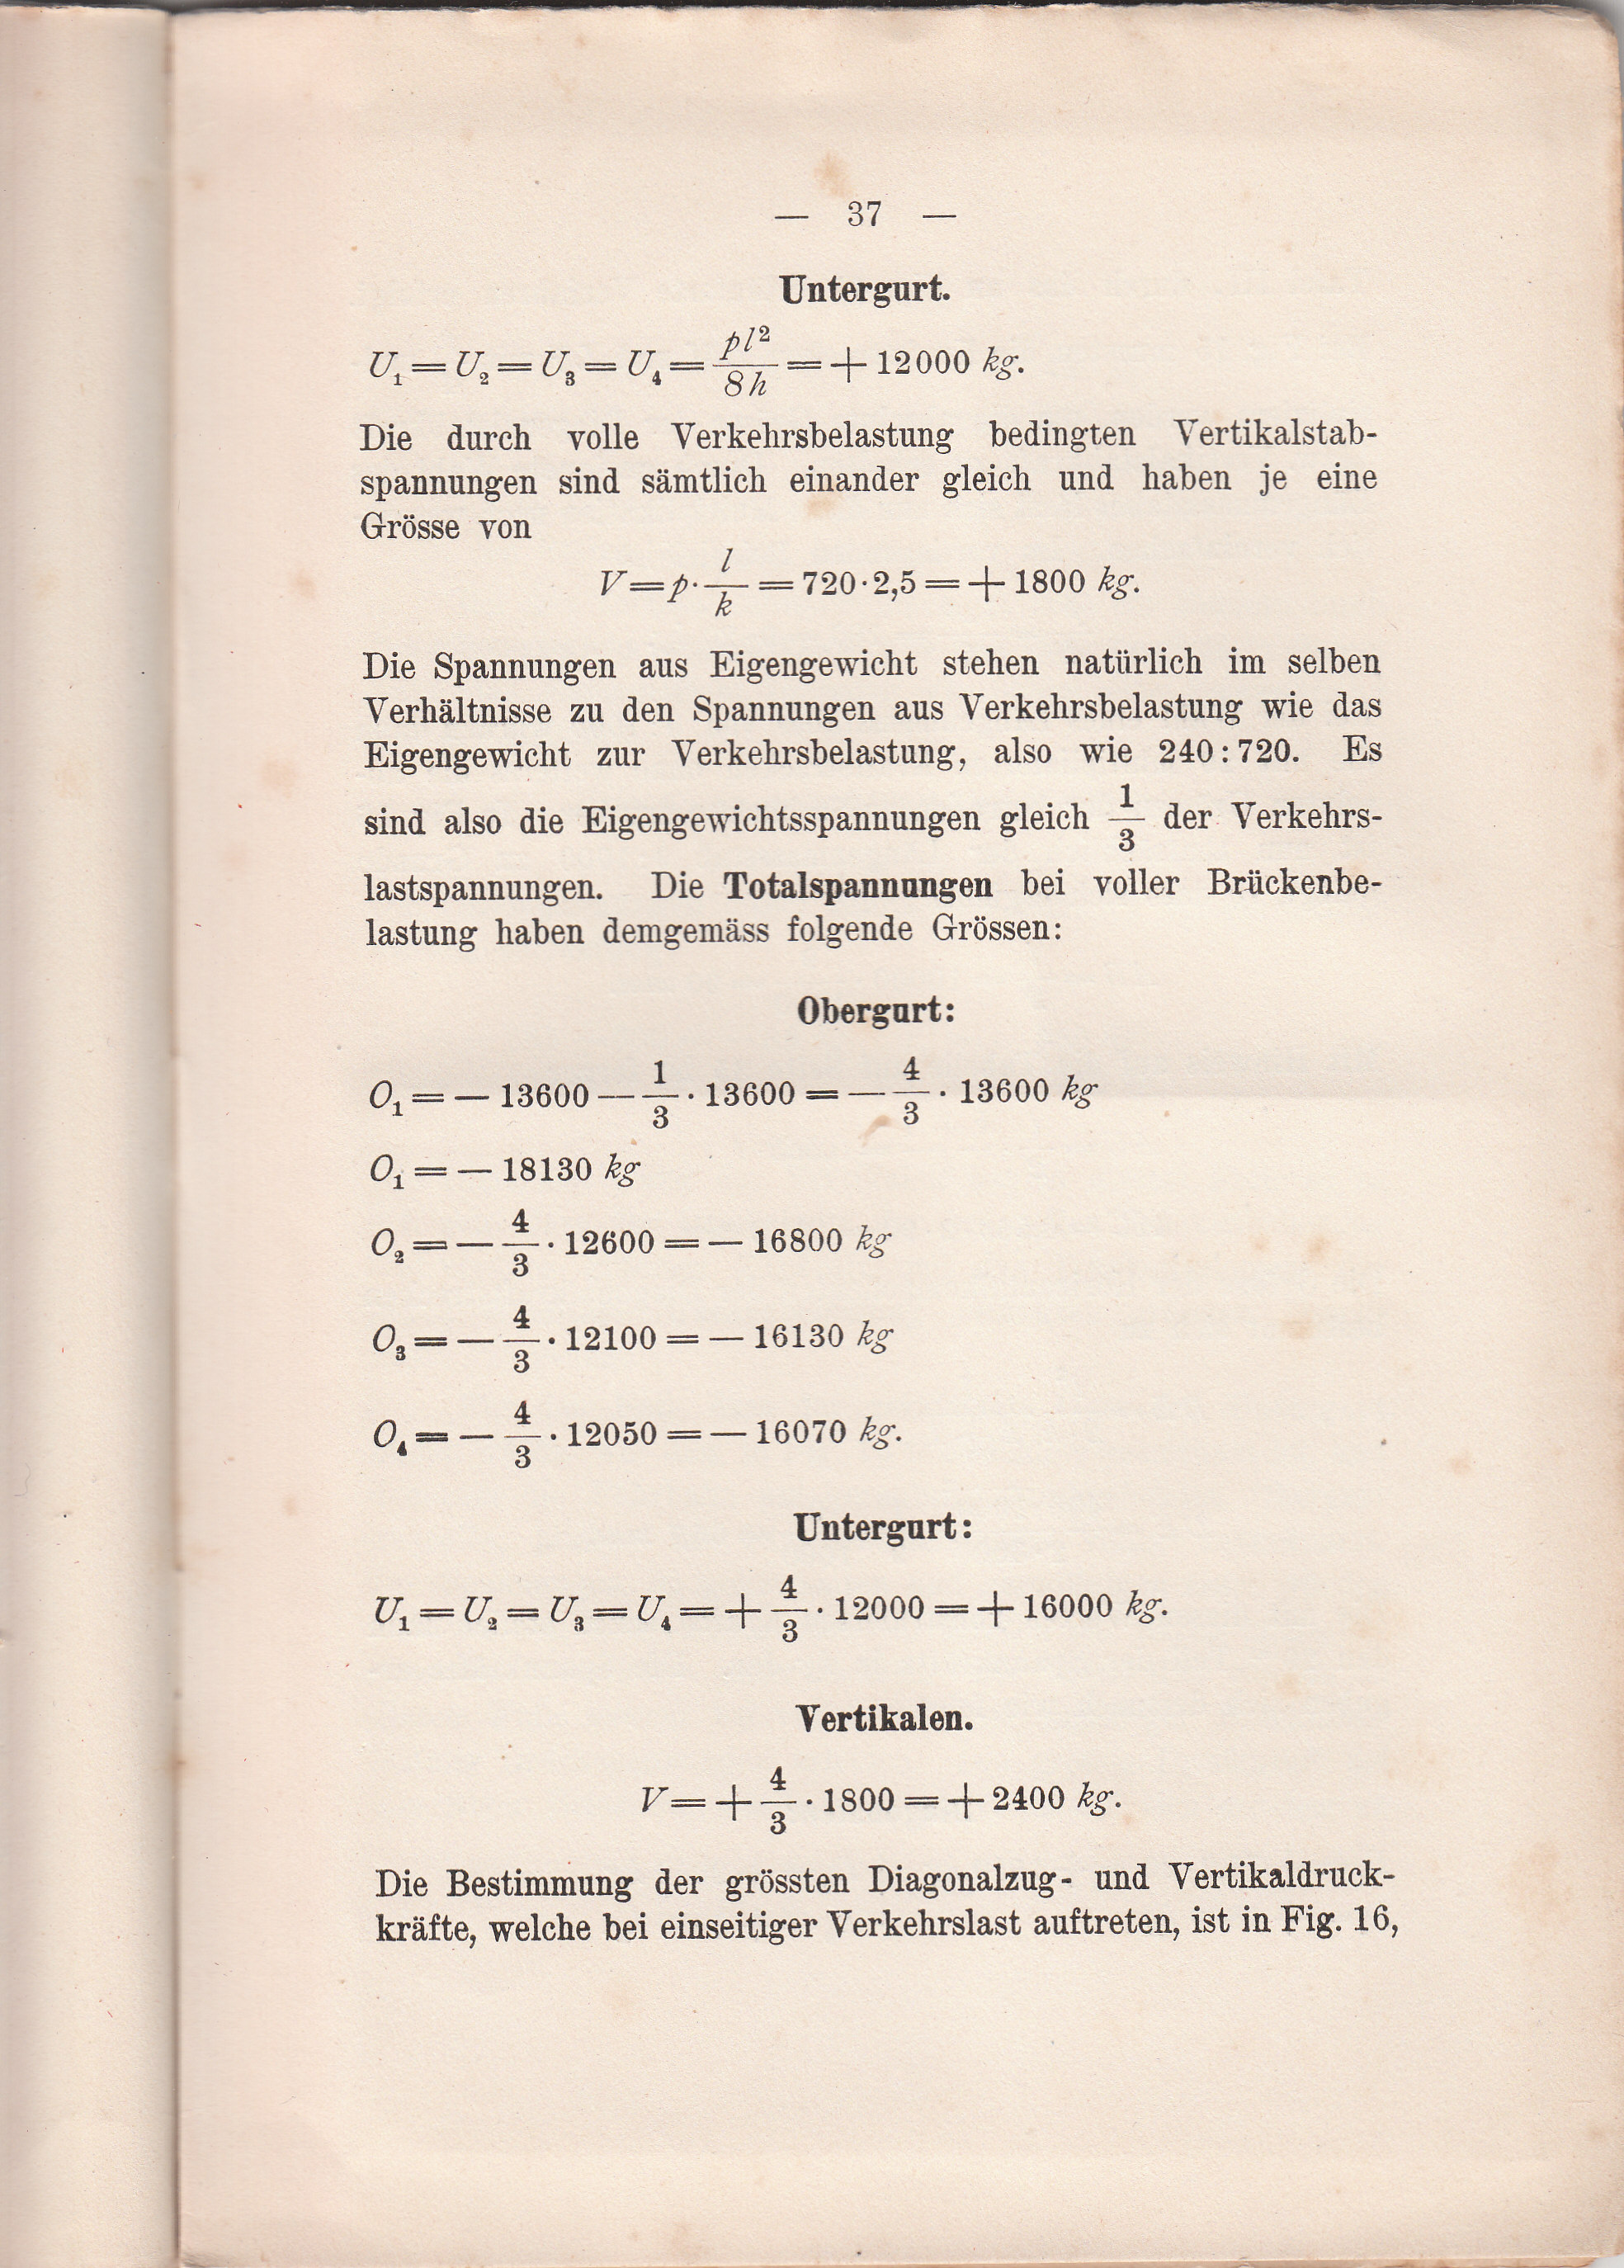 — 37 —
Untergurt.
U₁ = U₂ = U₃ = U₄ = pl²/8h = + 12000 kg.
Die durch volle Verkehrsbelastung bedingten Vertikalstab-
spannungen sind sämtlich einander gleich und haben je eine
Grösse von
V = p · l/k = 720 · 2,5 = + 1800 kg.
Die Spannungen aus Eigengewicht stehen natürlich im selben
Verhältnisse zu den Spannungen aus Verkehrsbelastung wie das
Eigengewicht zur Verkehrsbelastung, also wie 240 : 720. Es
sind also die Eigengewichtsspannungen gleich 1/3 der Verkehrs-
lastspannungen. Die Totalspannungen bei voller Brückenbe-
lastung haben demgemäss folgende Grössen:
Obergurt:
O₁ = — 13600 — 1/3 · 13600 = — 4/3 · 13600 kg
O₁ = — 18130 kg
O₂ = — 4/3 · 12600 = — 16800 kg
O₃ = — 4/3 · 12100 = — 16130 kg
O₄ = — 4/3 · 12050 = — 16070 kg.
Untergurt:
U₁ = U₂ = U₃ = U₄ = + 4/3 · 12000 = + 16000 kg.
Vertikalen.
V = + 4/3 · 1800 = + 2400 kg.
Die Bestimmung der grössten Diagonalzug- und Vertikaldruck-
kräfte, welche bei einseitiger Verkehrslast auftreten, ist in Fig. 16,